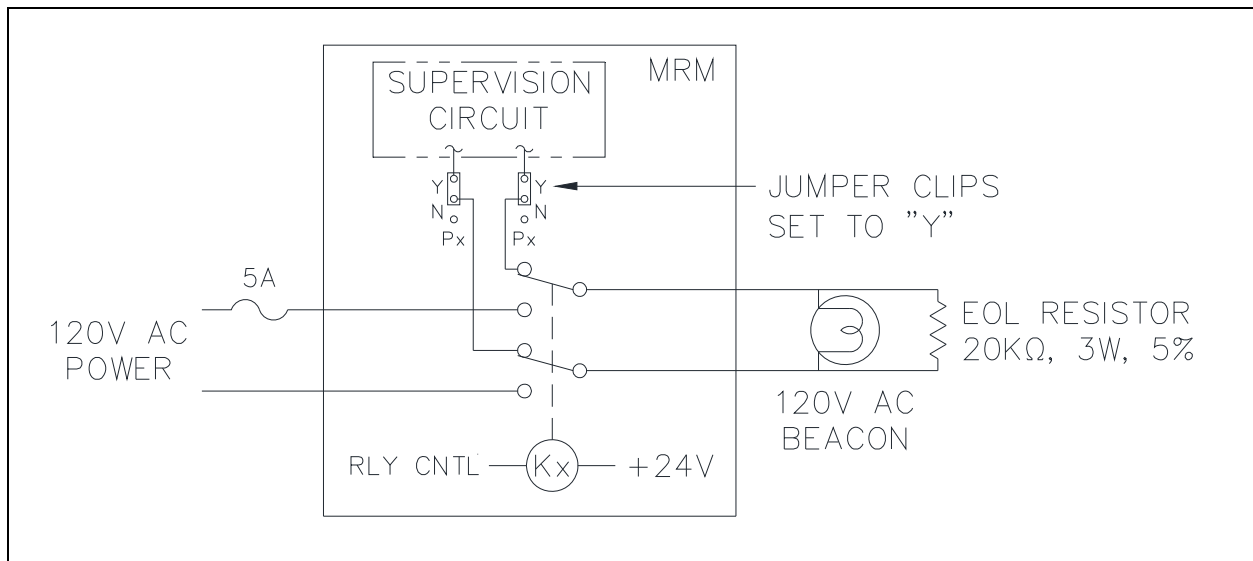 MRM
SUPERVISION
CIRCUIT
Y
N
Px
Y
N
Px
JUMPER CLIPS
SET TO "Y"
5A
120V AC
POWER
EOL RESISTOR
20KΩ, 3W, 5%
120V AC
BEACON
RLY CNTL
Kx
+24V